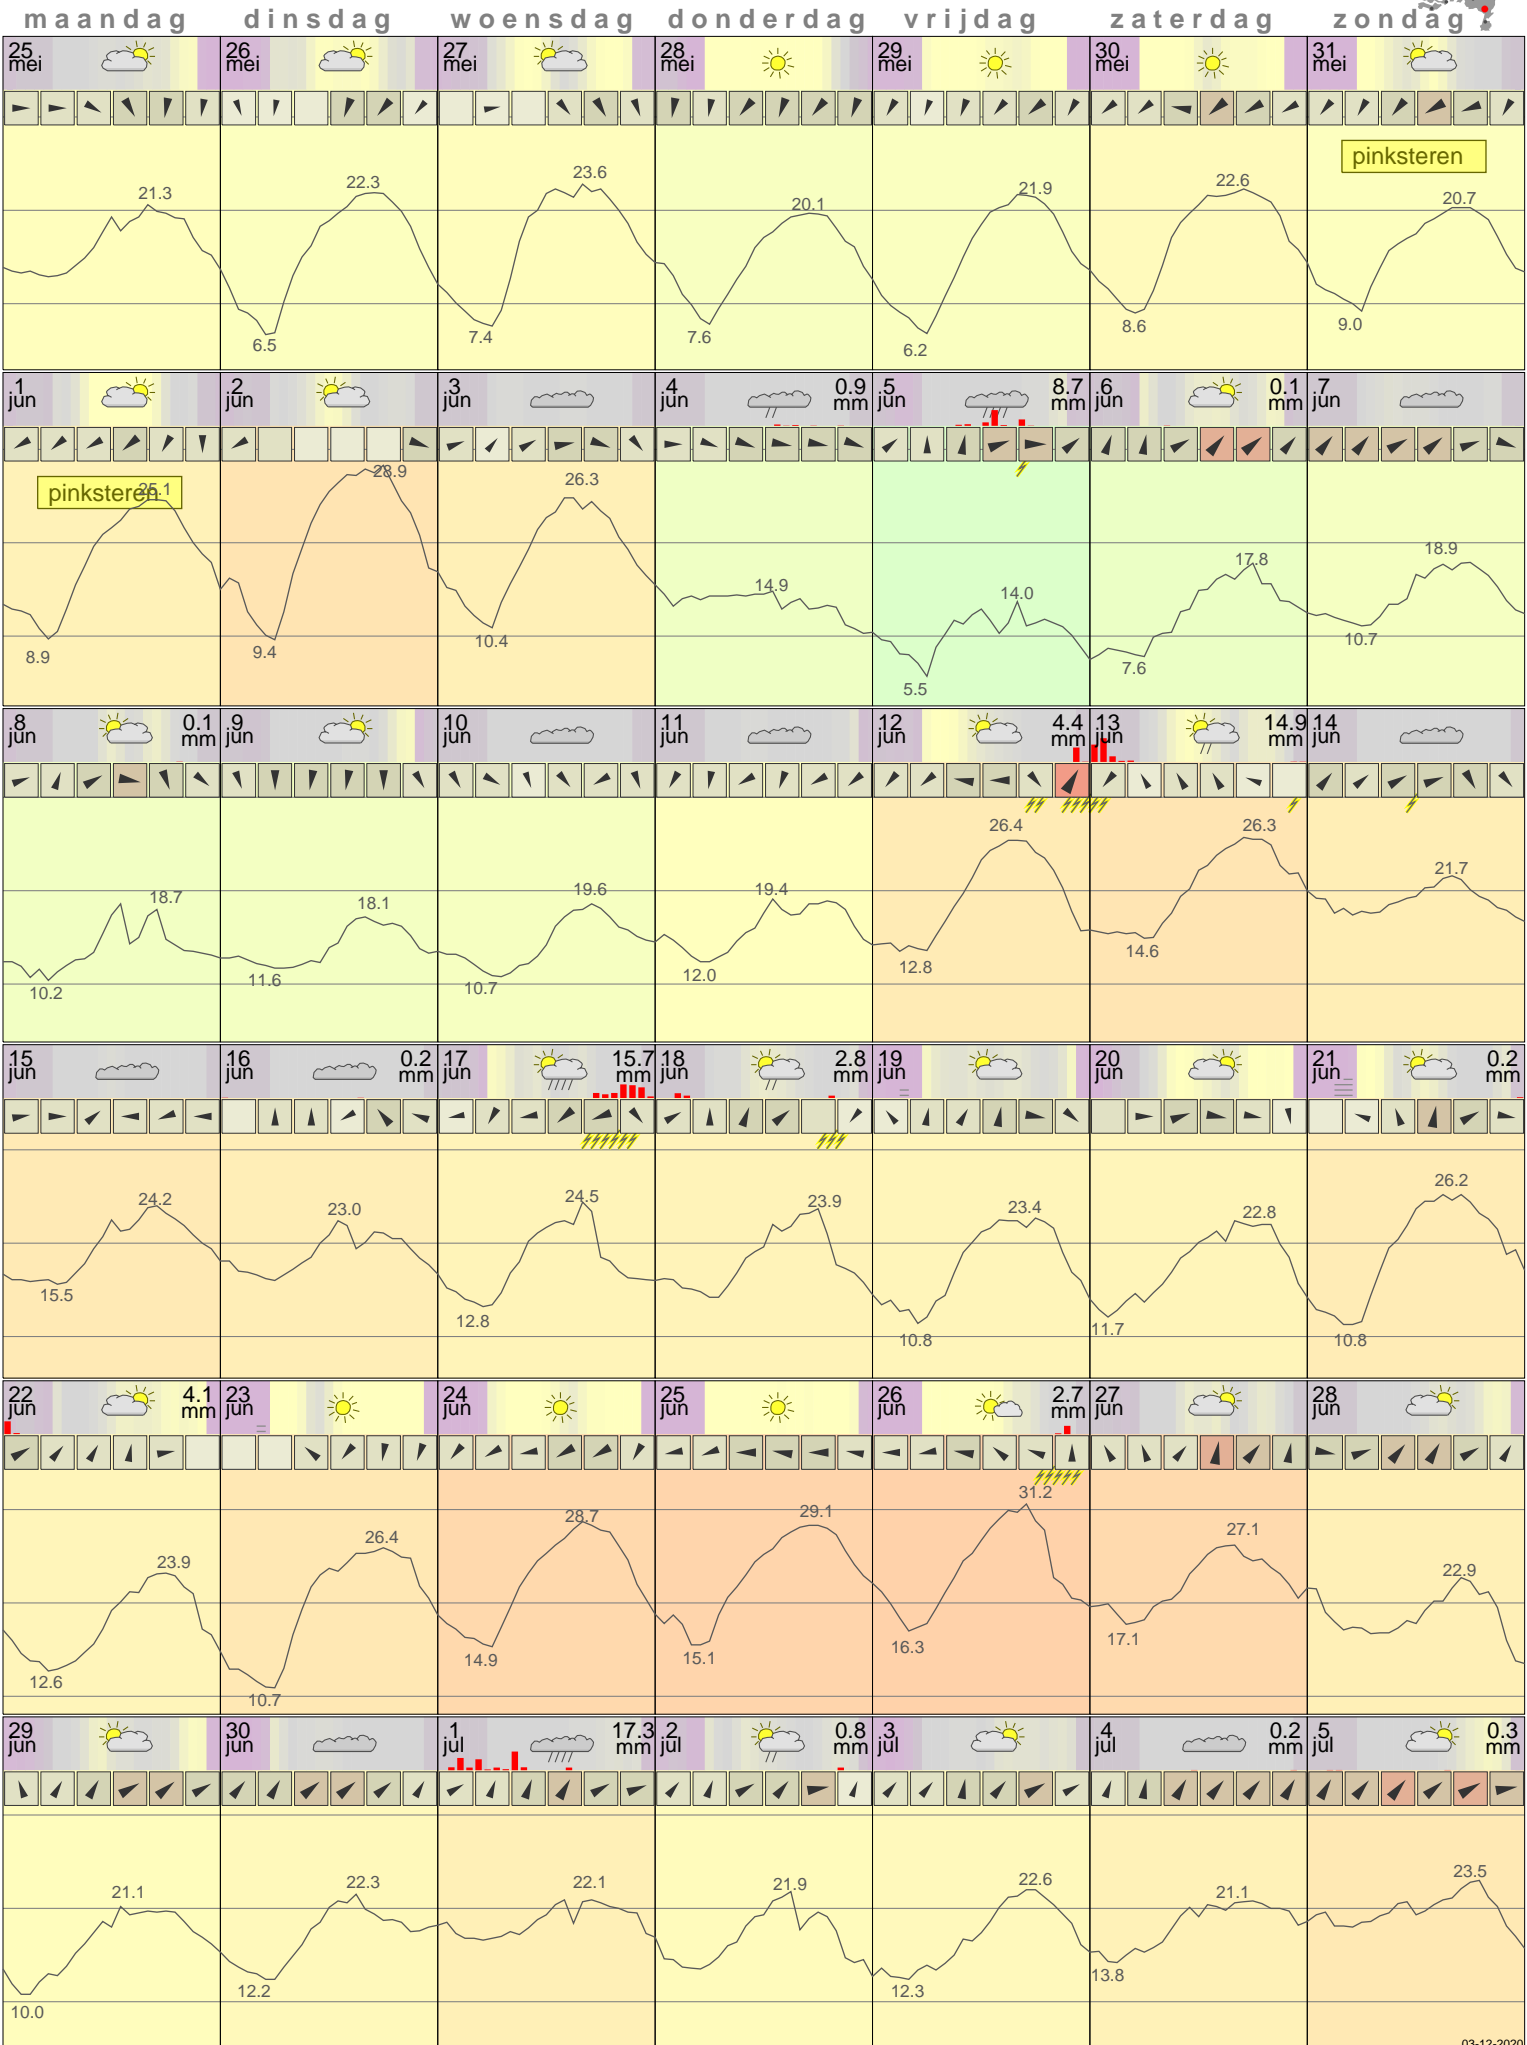 maandag dinsdag woensdag donderdag vrijdag zaterdag zondag
25 mei 26 mei 27 mei 28 mei 29 mei 30 mei 31 mei
pinksteren
21.3 22.3 23.6 20.1 21.9 22.6 20.7
6.5 7.4 7.6 6.2 8.6 9.0
1 jun 2 jun 3 jun 4 jun 0.9 mm 5 jun 8.7 mm 6 jun 0.1 mm 7 jun
pinksteren
25.1 28.9 26.3 14.9 14.0 17.8 18.9
8.9 9.4 10.4 5.5 7.6 10.7
8 jun 0.1 mm 9 jun 10 jun 11 jun 12 jun 4.4 mm 13 jun 14.9 mm 14 jun
18.7 18.1 19.6 19.4 26.4 26.3 21.7
10.2 11.6 10.7 12.0 12.8 14.6
15 jun 16 jun 0.2 mm 17 jun 15.7 mm 18 jun 2.8 mm 19 jun 20 jun 21 jun 0.2 mm
24.2 23.0 24.5 23.9 23.4 22.8 26.2
15.5 12.8 10.8 11.7 10.8
22 jun 4.1 mm 23 jun 24 jun 25 jun 26 jun 2.7 mm 27 jun 28 jun
23.9 26.4 28.7 29.1 31.2 27.1 22.9
12.6 10.7 14.9 15.1 16.3 17.1
29 jun 30 jun 1 jul 17.3 mm 2 jul 0.8 mm 3 jul 4 jul 0.2 mm 5 jul 0.3 mm
21.1 22.3 22.1 21.9 22.6 21.1 23.5
10.0 12.2 12.3 13.8
03-12-2020